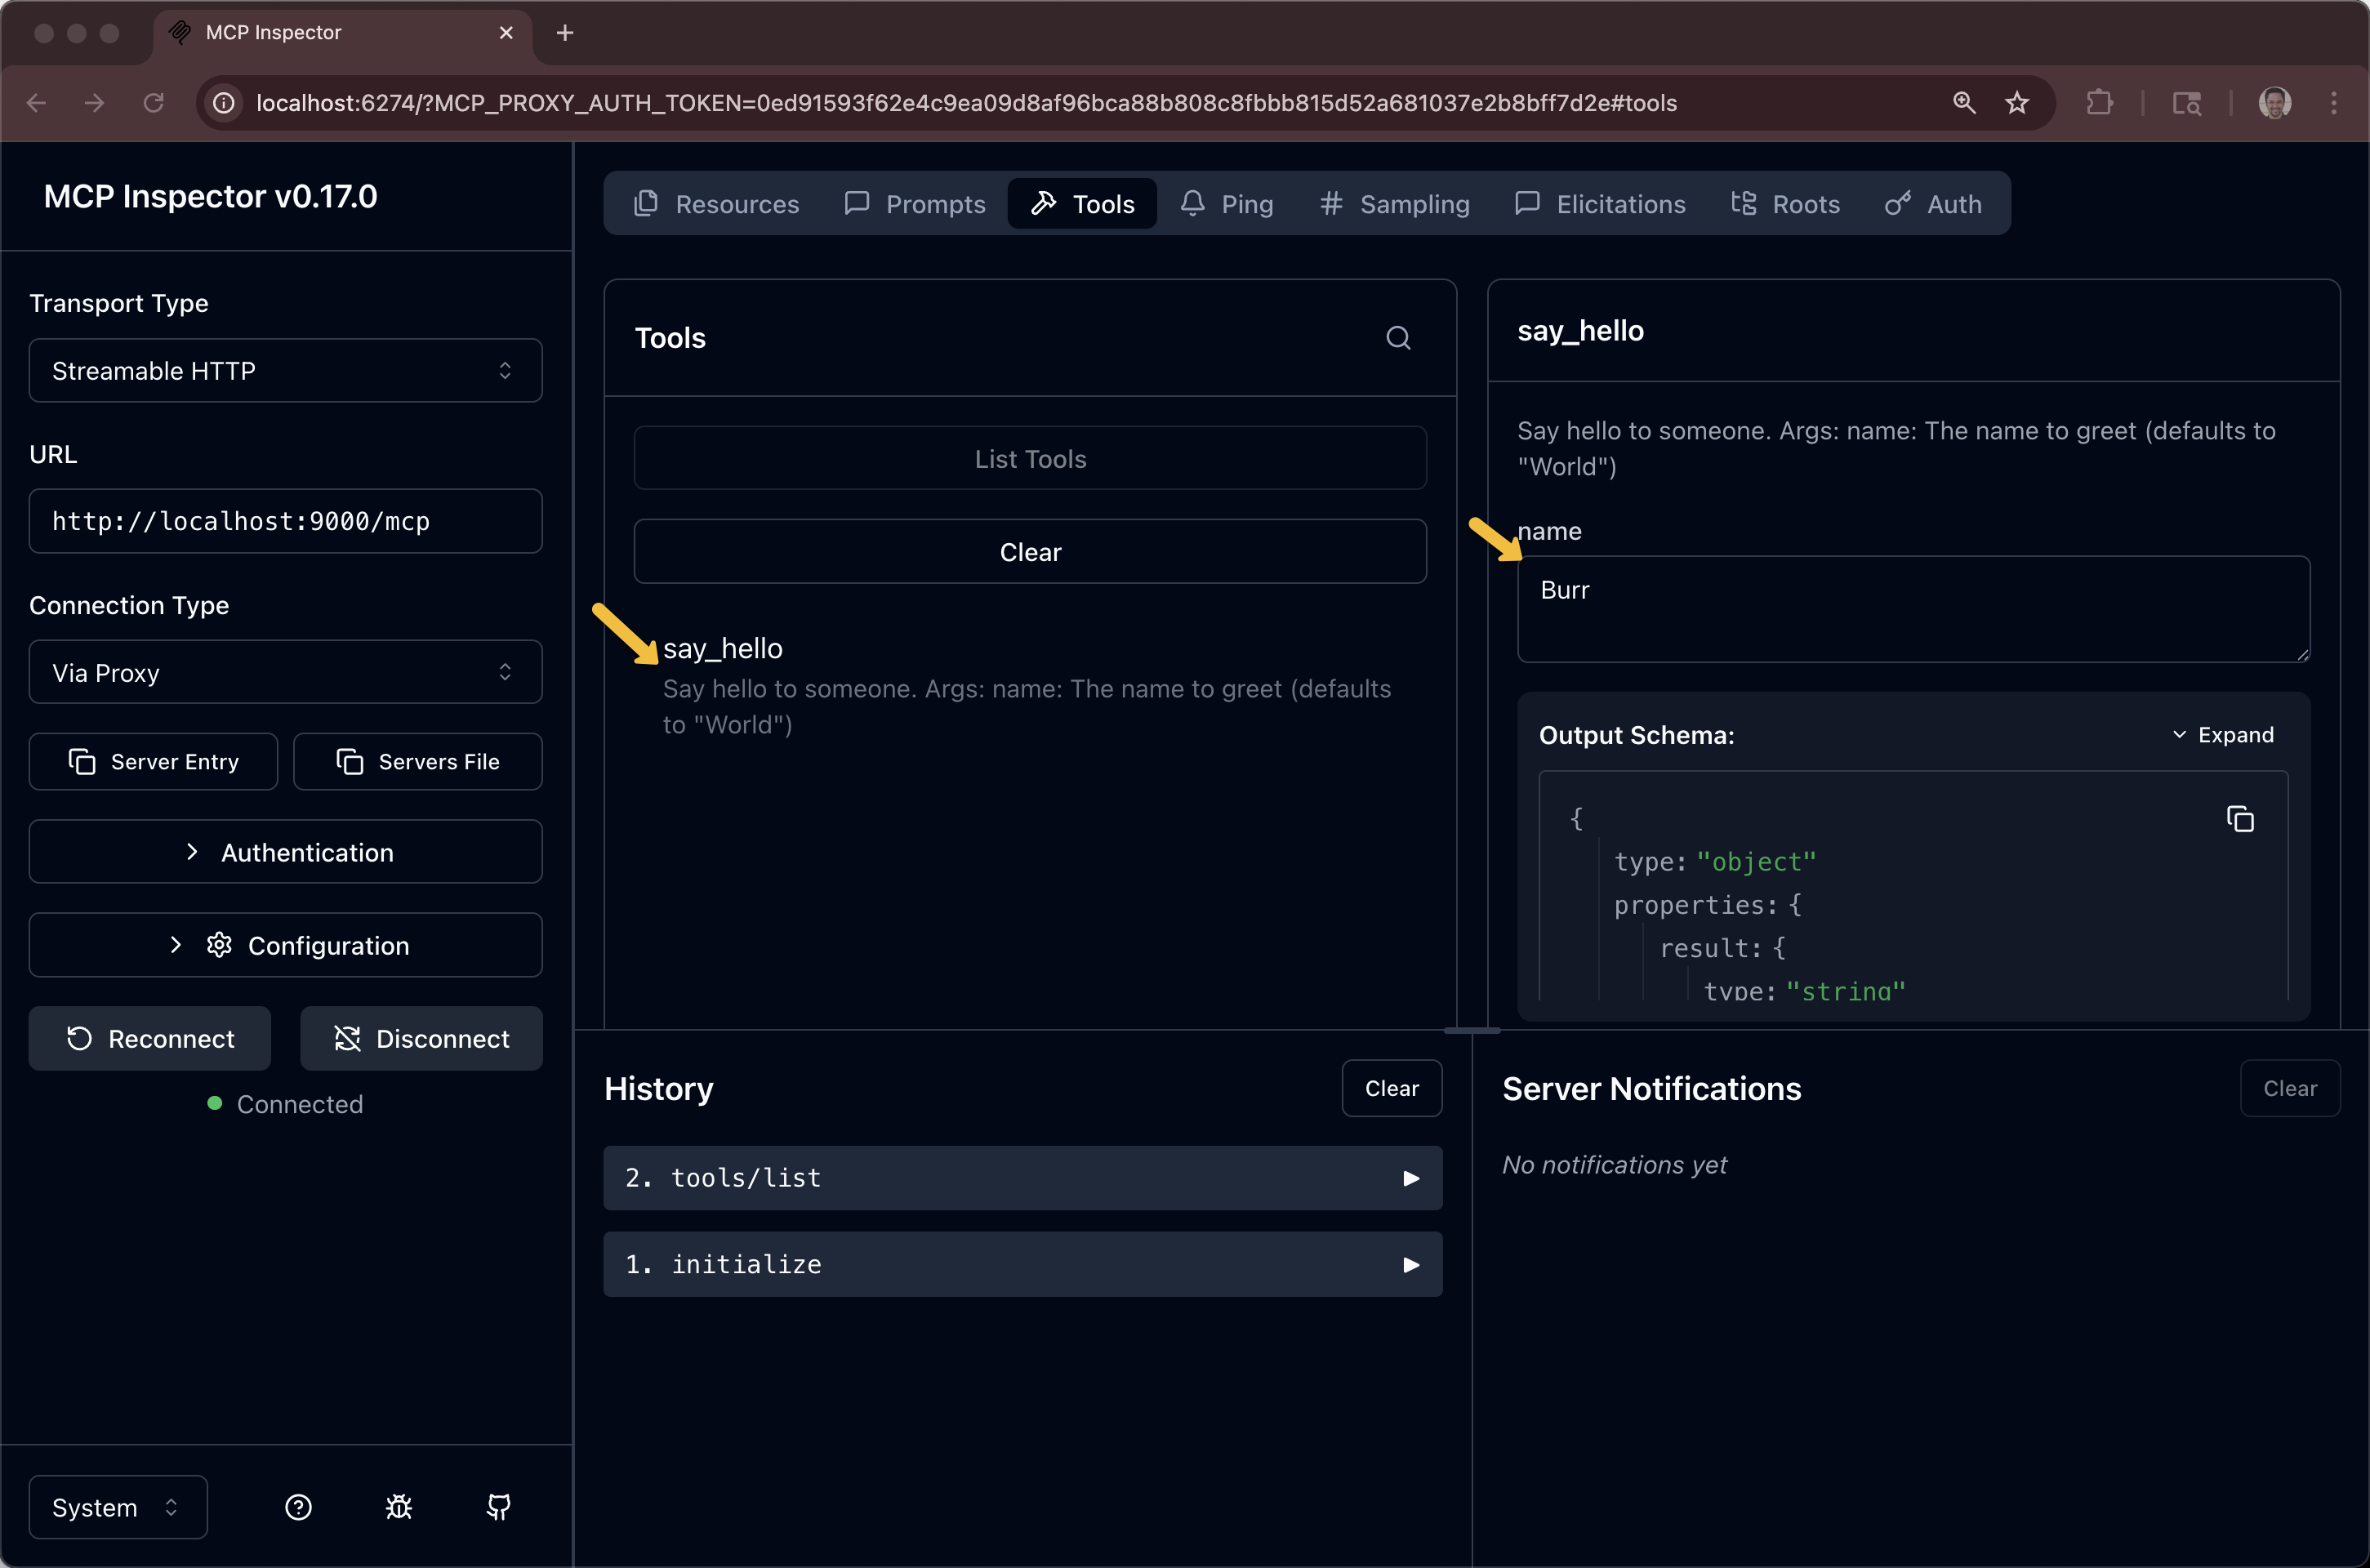 MCP Inspector
localhost:6274/?MCP_PROXY_AUTH_TOKEN=0ed91593f62e4c9ea09d8af96bca88b808c8fbbb815d52a681037e2b8bff7d2e#tools
MCP Inspector v0.17.0
Transport Type
Streamable HTTP
URL
http://localhost:9000/mcp
Connection Type
Via Proxy
Server Entry
Servers File
Authentication
Configuration
Reconnect
Disconnect
Connected
System
Resources
Prompts
Tools
Ping
Sampling
Elicitations
Roots
Auth
Tools
List Tools
Clear
say_hello
Say hello to someone. Args: name: The name to greet (defaults
to "World")
say_hello
Say hello to someone. Args: name: The name to greet (defaults to
"World")
name
Burr
Output Schema:
Expand
{
type: "object"
properties: {
result: {
type: "string"
History
Clear
2. tools/list
1. initialize
Server Notifications
Clear
No notifications yet